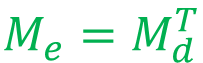 $M_e = M_d^T$